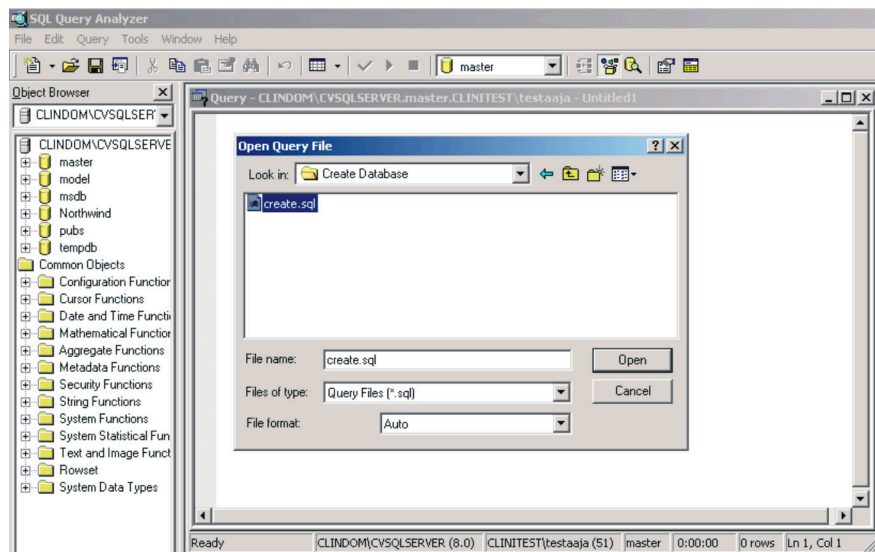 SQL Query Analyzer
File Edit Query Tools Window Help
master
Object Browser
CLINDOM\CVSQLSER
CLINDOM\CVSQLSERVE
master
model
msdb
Northwind
pubs
tempdb
Common Objects
Configuration Function
Cursor Functions
Date and Time Functi
Mathematical Function
Aggregate Functions
Metadata Functions
Security Functions
String Functions
System Functions
System Statistical Fun
Text and Image Funct
Rowset
System Data Types
Query - CLINDOM\CVSQLSERVER.master.CLINITEST\testaaja - Untitled1
Open Query File
Look in: Create Database
create.sql
File name: create.sql
Open
Files of type: Query Files (*.sql)
Cancel
File format: Auto
Ready CLINDOM\CVSQLSERVER (8.0) CLINITEST\testaaja (51) master 0:00:00 0 rows Ln 1, Col 1